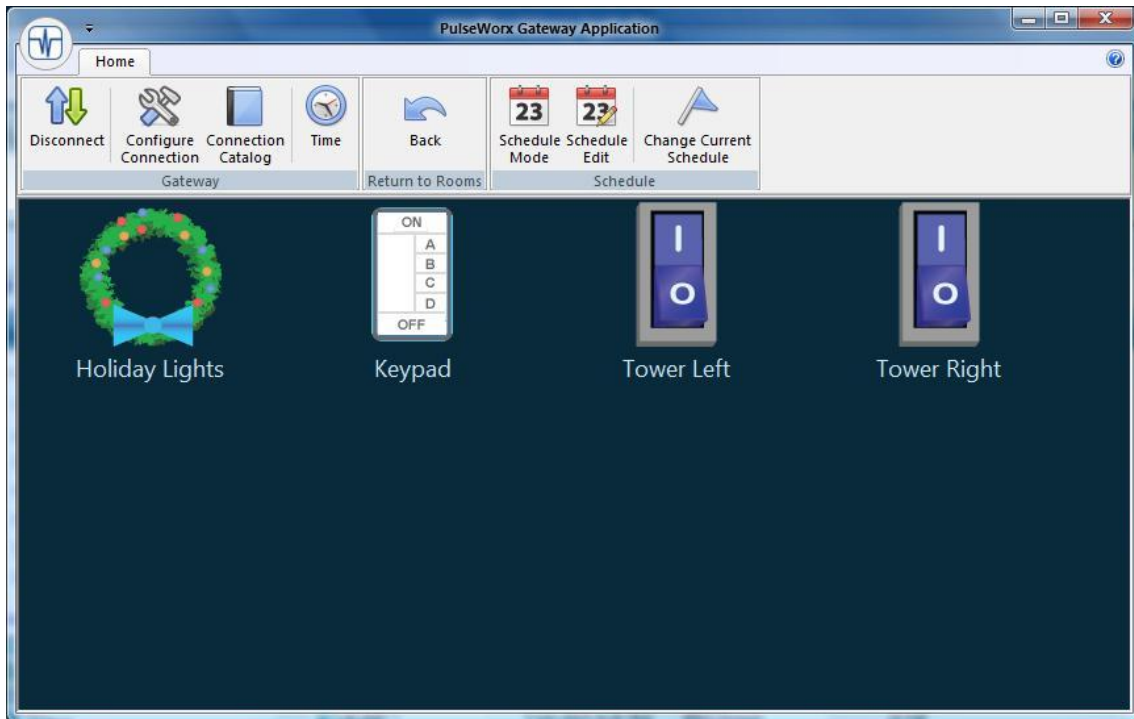 PulseWorx Gateway Application
Home
Disconnect
Configure
Connection
Connection
Catalog
Time
Back
Schedule
Mode
Schedule
Edit
Change Current
Schedule
Gateway
Return to Rooms
Schedule
23
23
ON
A
B
C
D
OFF
I
O
I
O
Holiday Lights
Keypad
Tower Left
Tower Right